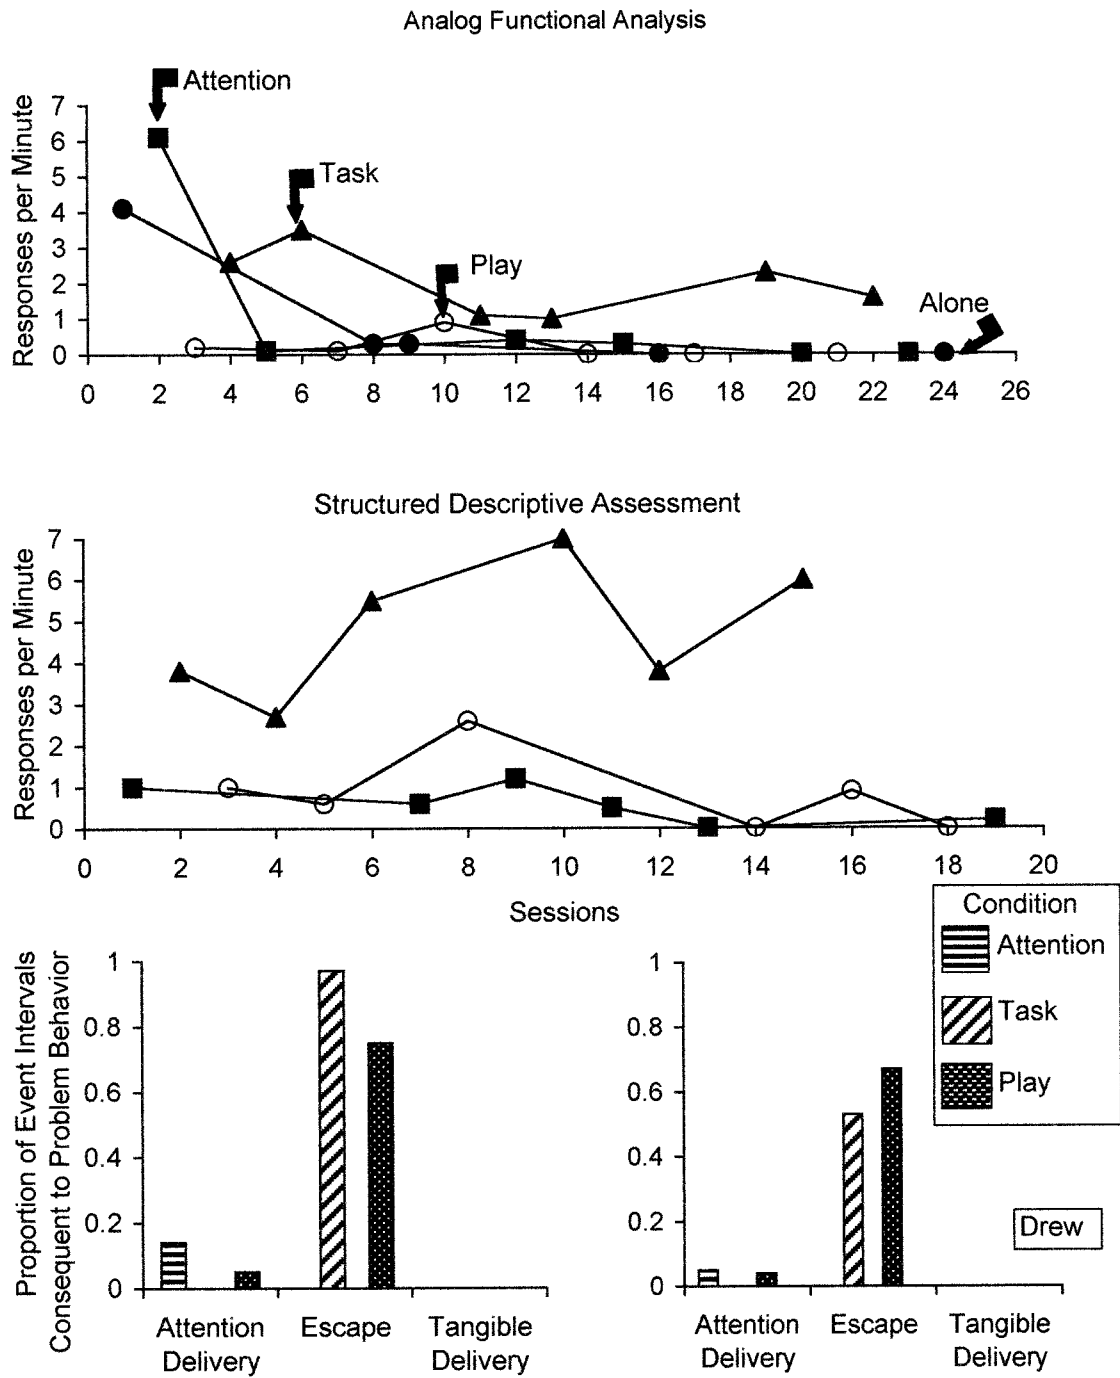 Analog Functional Analysis
Responses per Minute
7
6
5
4
3
2
1
0
Attention
Task
Play
Alone
0 2 4 6 8 10 12 14 16 18 20 22 24 26
Structured Descriptive Assessment
Responses per Minute
7
6
5
4
3
2
1
0
0 2 4 6 8 10 12 14 16 18 20
Sessions
Condition
Attention
Task
Play
Proportion of Event Intervals
Consequent to Problem Behavior
1
0.8
0.6
0.4
0.2
0
Attention Delivery
Escape
Tangible Delivery
1
0.8
0.6
0.4
0.2
0
Attention Delivery
Escape
Tangible Delivery
Drew